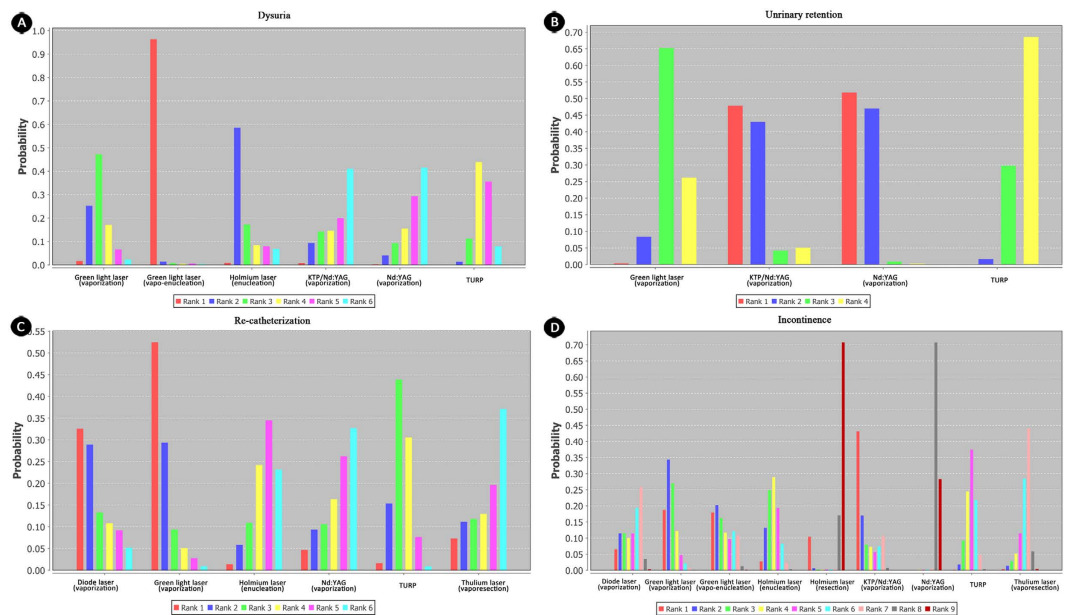 A
Dysuria
Probability
1.0
0.9
0.8
0.7
0.6
0.5
0.4
0.3
0.2
0.1
0.0
Green light laser (vaporization)
Green light laser (vapo-enucleation)
Holmium laser (enucleation)
KTP/Nd:YAG (vaporization)
Nd:YAG (vaporization)
TURP
Rank 1 Rank 2 Rank 3 Rank 4 Rank 5 Rank 6
B
Unrinary retention
Probability
0.70
0.65
0.60
0.55
0.50
0.45
0.40
0.35
0.30
0.25
0.20
0.15
0.10
0.05
0.00
Green light laser (vaporization)
KTP/Nd:YAG (vaporization)
Nd:YAG (vaporization)
TURP
Rank 1 Rank 2 Rank 3 Rank 4
C
Re-catheterization
Probability
0.55
0.50
0.45
0.40
0.35
0.30
0.25
0.20
0.15
0.10
0.05
0.00
Diode laser (vaporization)
Green light laser (vaporization)
Holmium laser (enucleation)
Nd:YAG (vaporization)
TURP
Thulium laser (vaporesection)
Rank 1 Rank 2 Rank 3 Rank 4 Rank 5 Rank 6
D
Incontinence
Probability
0.70
0.65
0.60
0.55
0.50
0.45
0.40
0.35
0.30
0.25
0.20
0.15
0.10
0.05
0.00
Diode laser (vaporization)
Green light laser (vaporization)
Green light laser (vapo-enucleation)
Holmium laser (enucleation)
Holmium laser (resection)
KTP/Nd:YAG (vaporization)
Nd:YAG (vaporization)
TURP
Thulium laser (vaporesection)
Rank 1 Rank 2 Rank 3 Rank 4 Rank 5 Rank 6 Rank 7 Rank 8 Rank 9